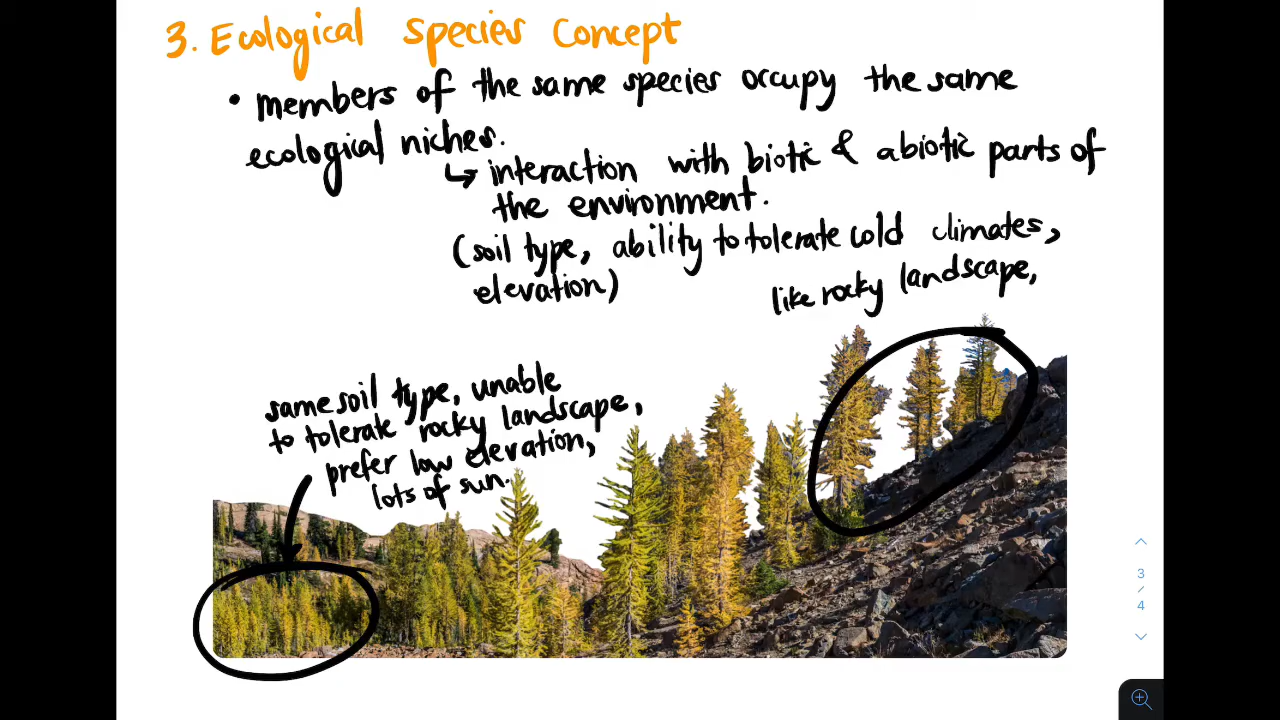 3. Ecological Species Concept
• members of the same species occupy the same
ecological niches.
↳ interaction with biotic & abiotic parts of
the environment.
(soil type, ability to tolerate cold climates,
elevation)
like rocky landscape,
same soil type, unable
to tolerate rocky landscape,
prefer low elevation,
lots of sun.
3
/
4